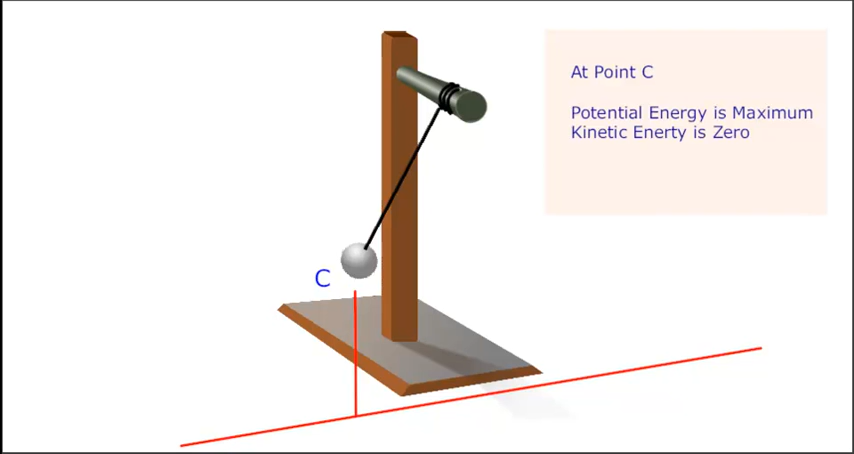 At Point C
Potential Energy is Maximum
Kinetic Enerty is Zero
C